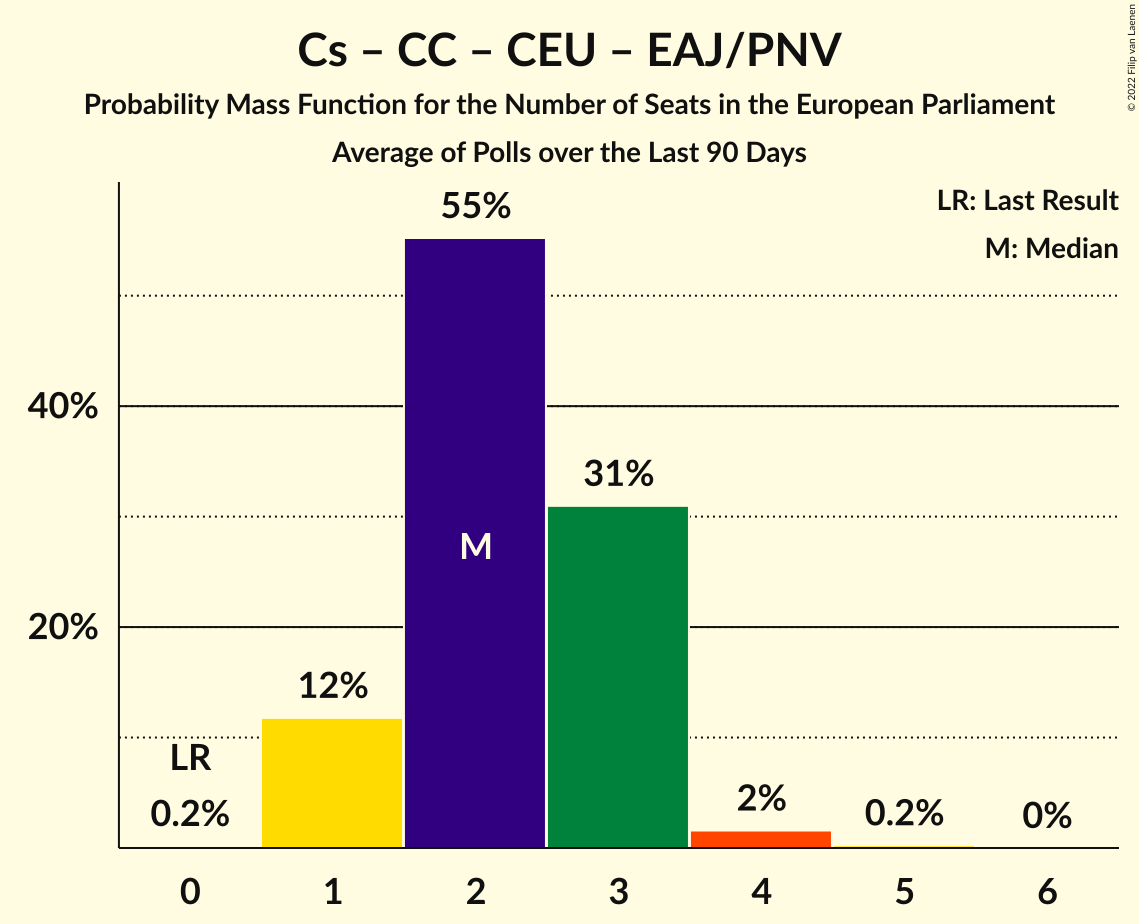 Cs – CC – CEU – EAJ/PNV
Probability Mass Function for the Number of Seats in the European Parliament
Average of Polls over the Last 90 Days
© 2022 Filip van Laenen
LR: Last Result
M: Median
55%
40%
31%
M
20%
12%
LR
0.2%
2%
0.2%
0%
0 1 2 3 4 5 6